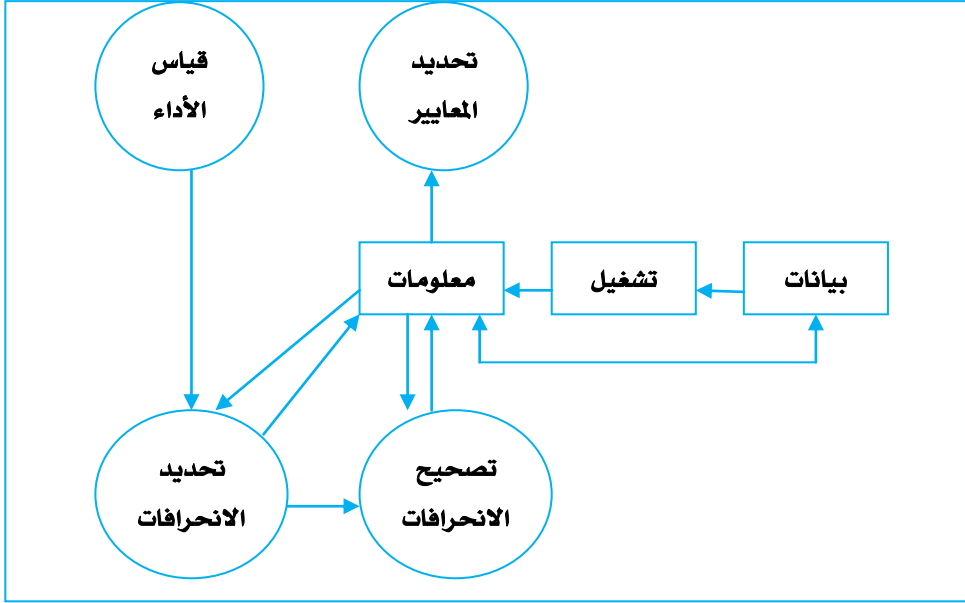 تحديد
المعايير
قياس
الأداء
بيانات
تشغيل
معلومات
تصحيح
الانحرافات
تحديد
الانحرافات